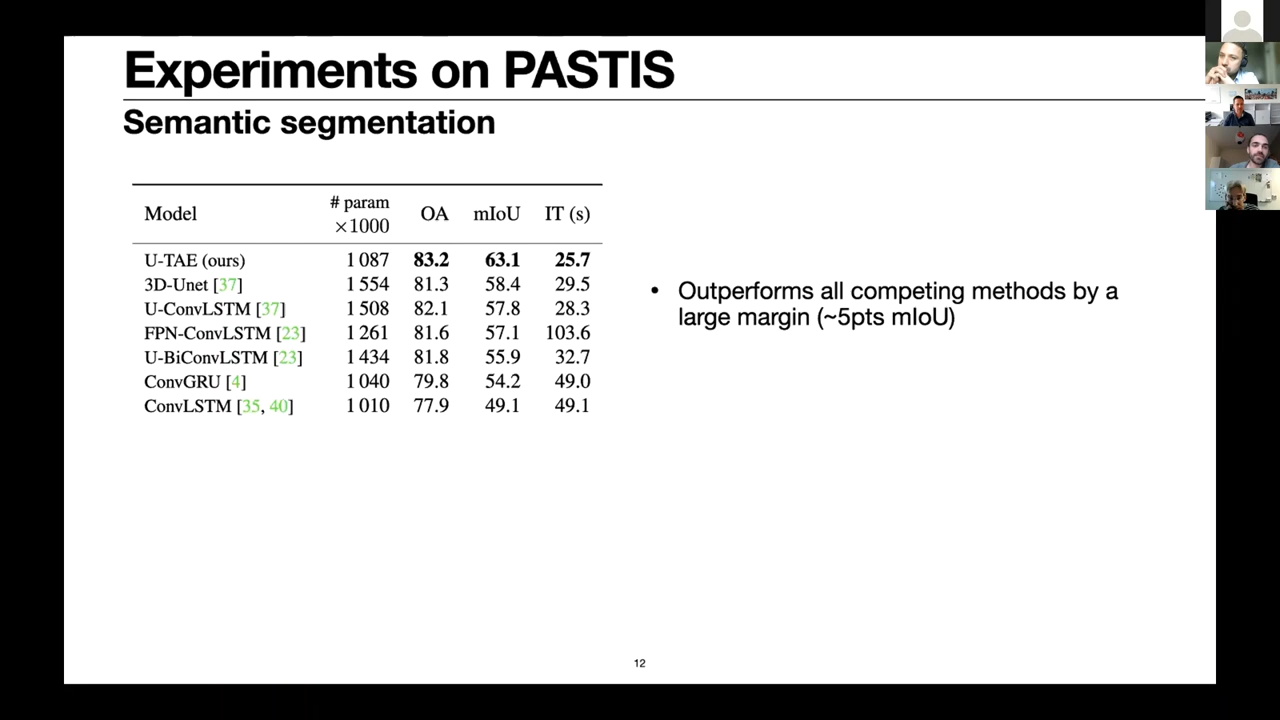 Experiments on PASTIS
Semantic segmentation
Model # param ×1000 OA mIoU IT (s)
U-TAE (ours) 1 087 83.2 63.1 25.7
3D-Unet [37] 1 554 81.3 58.4 29.5
U-ConvLSTM [37] 1 508 82.1 57.8 28.3
FPN-ConvLSTM [23] 1 261 81.6 57.1 103.6
U-BiConvLSTM [23] 1 434 81.8 55.9 32.7
ConvGRU [4] 1 040 79.8 54.2 49.0
ConvLSTM [35, 40] 1 010 77.9 49.1 49.1
• Outperforms all competing methods by a
large margin (~5pts mIoU)
12